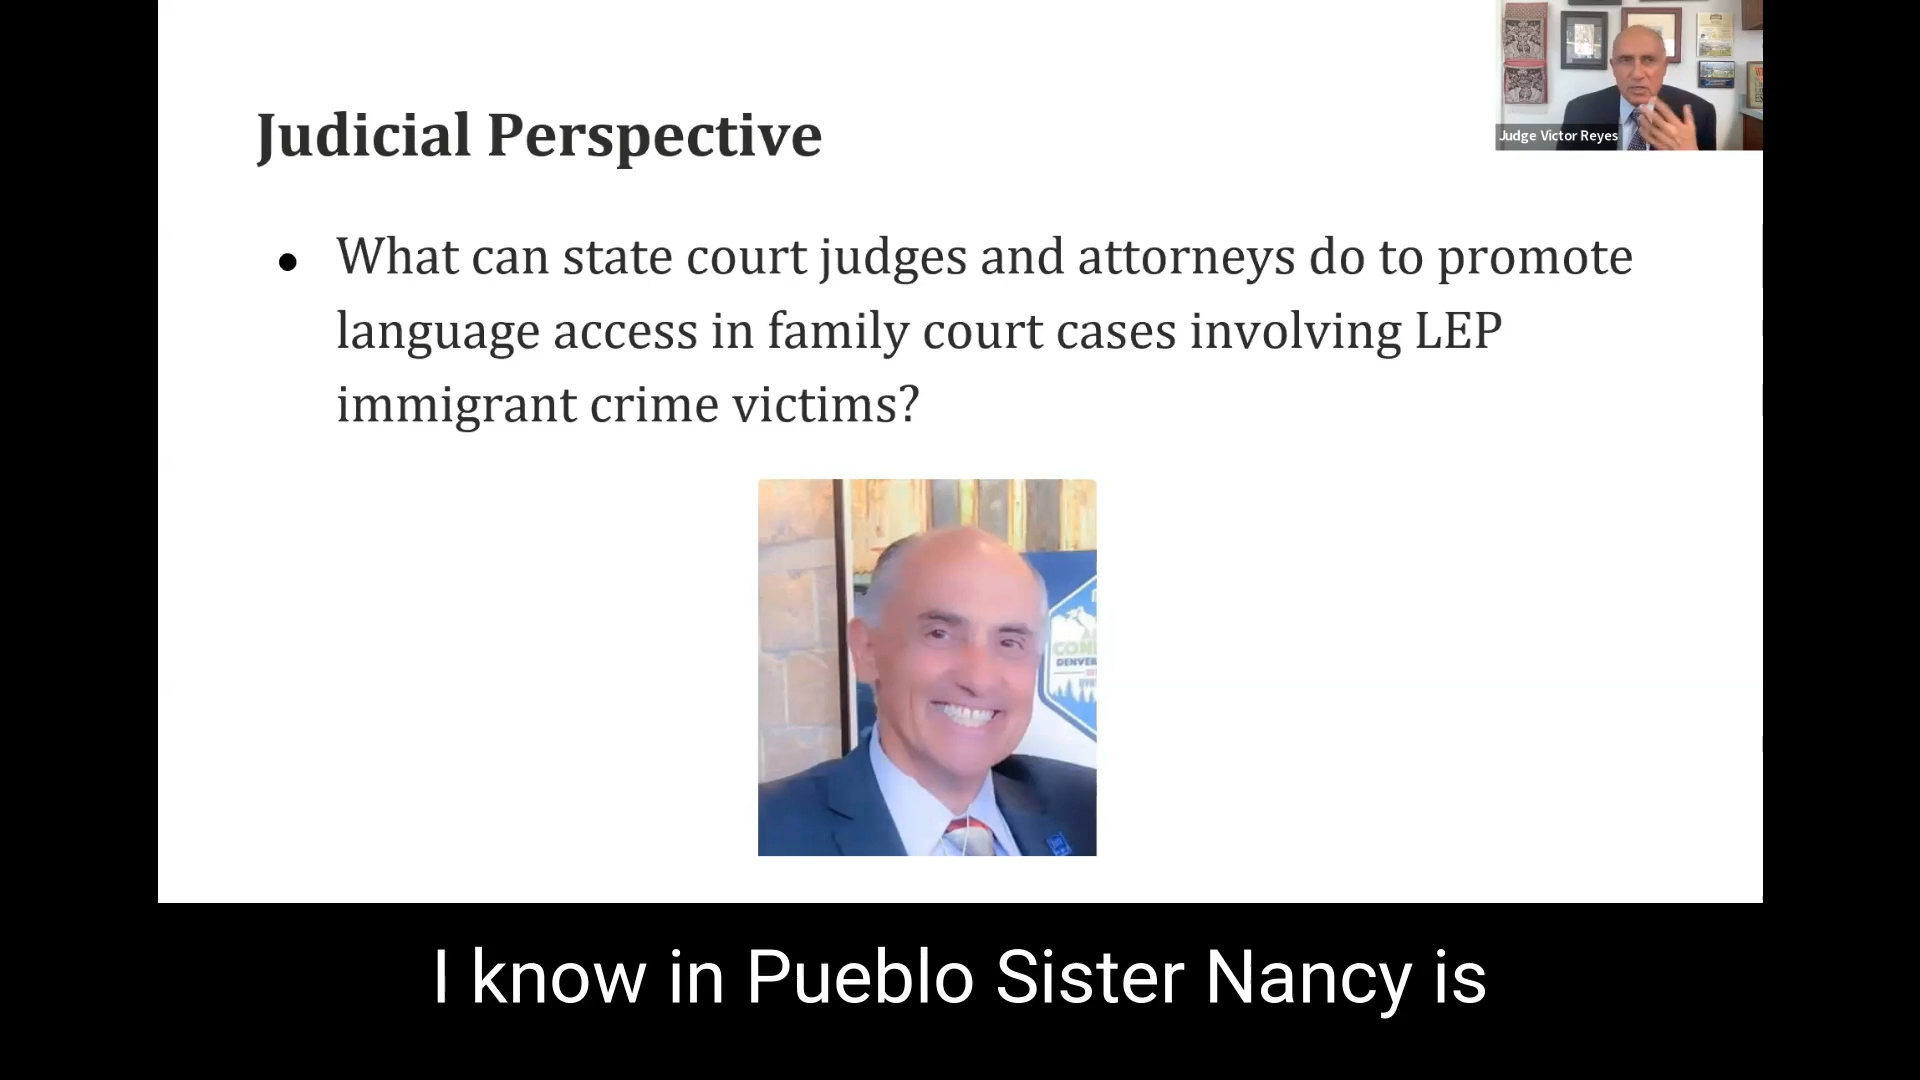 Judicial Perspective
Judge Victor Reyes
● What can state court judges and attorneys do to promote
language access in family court cases involving LEP
immigrant crime victims?
DENVER
I know in Pueblo Sister Nancy is